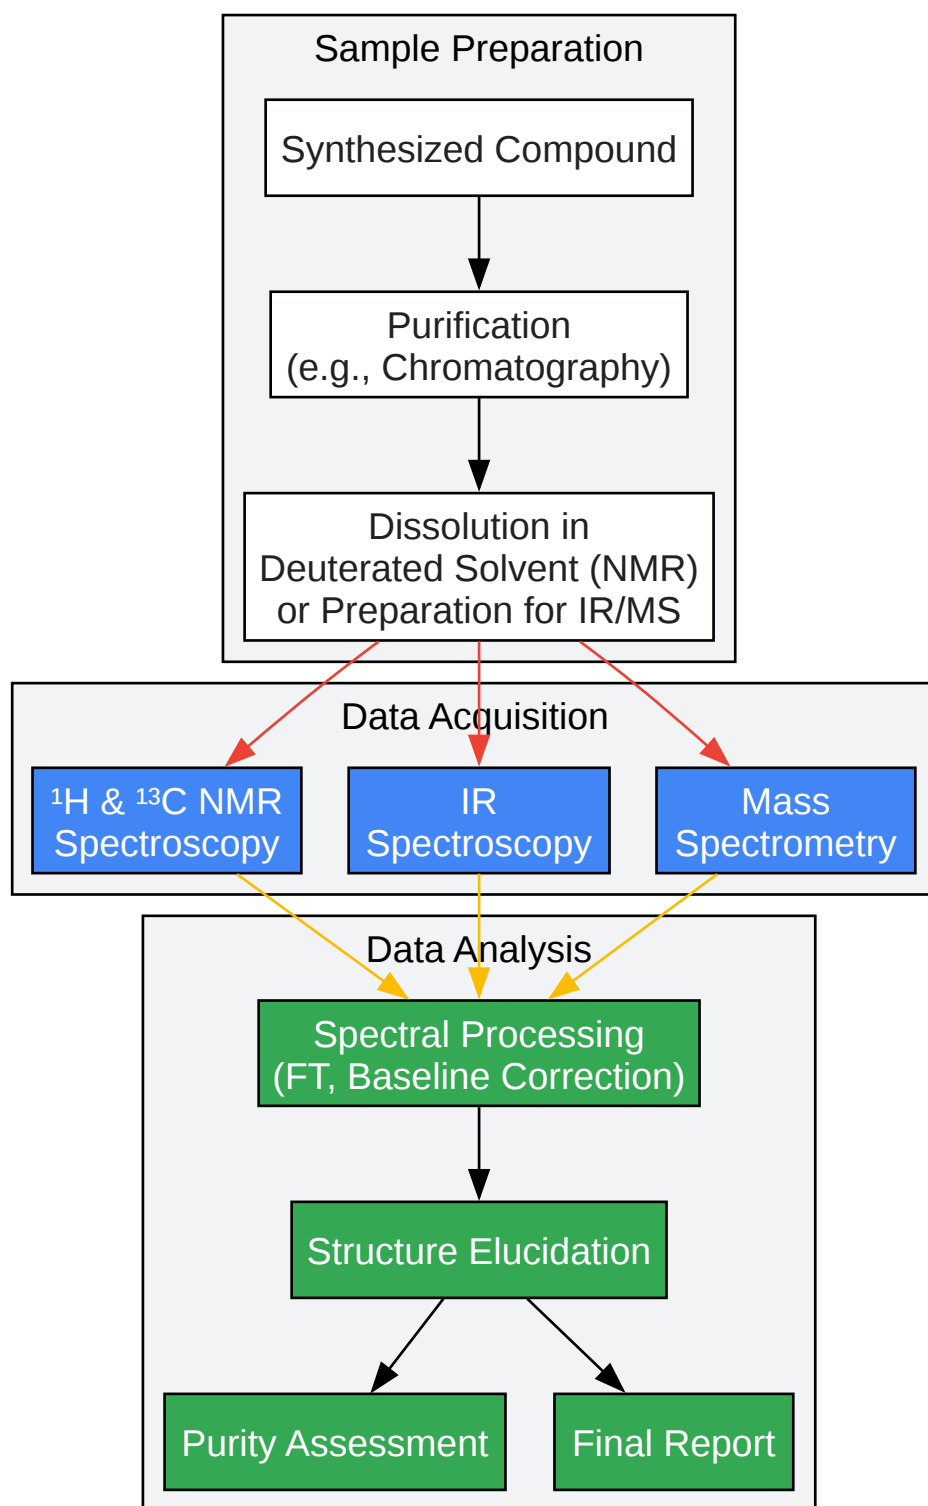 Sample Preparation
Synthesized Compound
Purification
(e.g., Chromatography)
Dissolution in
Deuterated Solvent (NMR)
or Preparation for IR/MS
Data Acquisition
¹H & ¹³C NMR
Spectroscopy
IR
Spectroscopy
Mass
Spectrometry
Data Analysis
Spectral Processing
(FT, Baseline Correction)
Structure Elucidation
Purity Assessment
Final Report